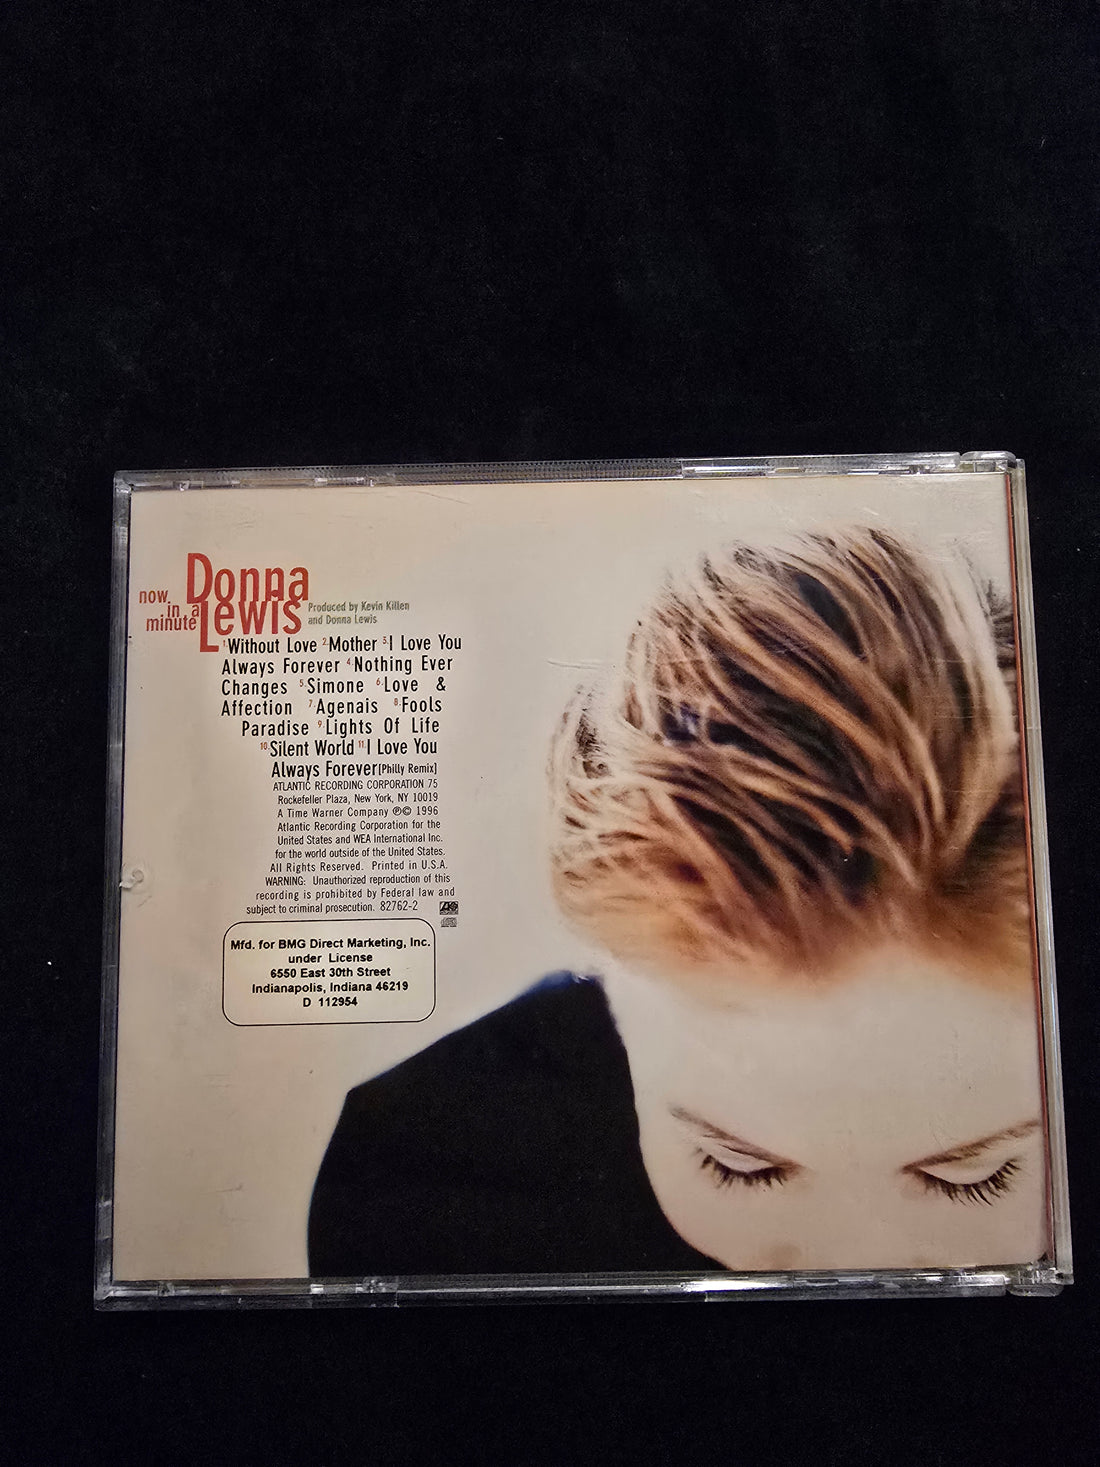 Donna
Lewis
now
in a
minute
Produced by Kevin Killen
and Donna Lewis
1. Without Love 2. Mother 3. I Love You
Always Forever 4. Nothing Ever
Changes 5. Simone 6. Love &
Affection 7. Agenais 8. Fools
Paradise 9. Lights Of Life
10. Silent World 11. I Love You
Always Forever [Philly Remix]
ATLANTIC RECORDING CORPORATION 75
Rockefeller Plaza, New York, NY 10019
A Time Warner Company ℗© 1996
Atlantic Recording Corporation for the
United States and WEA International Inc.
for the world outside of the United States.
All Rights Reserved. Printed in U.S.A.
WARNING: Unauthorized reproduction of this
recording is prohibited by Federal law and
subject to criminal prosecution. 82762-2
Mfd. for BMG Direct Marketing, Inc.
under License
6550 East 30th Street
Indianapolis, Indiana 46219
D 112954